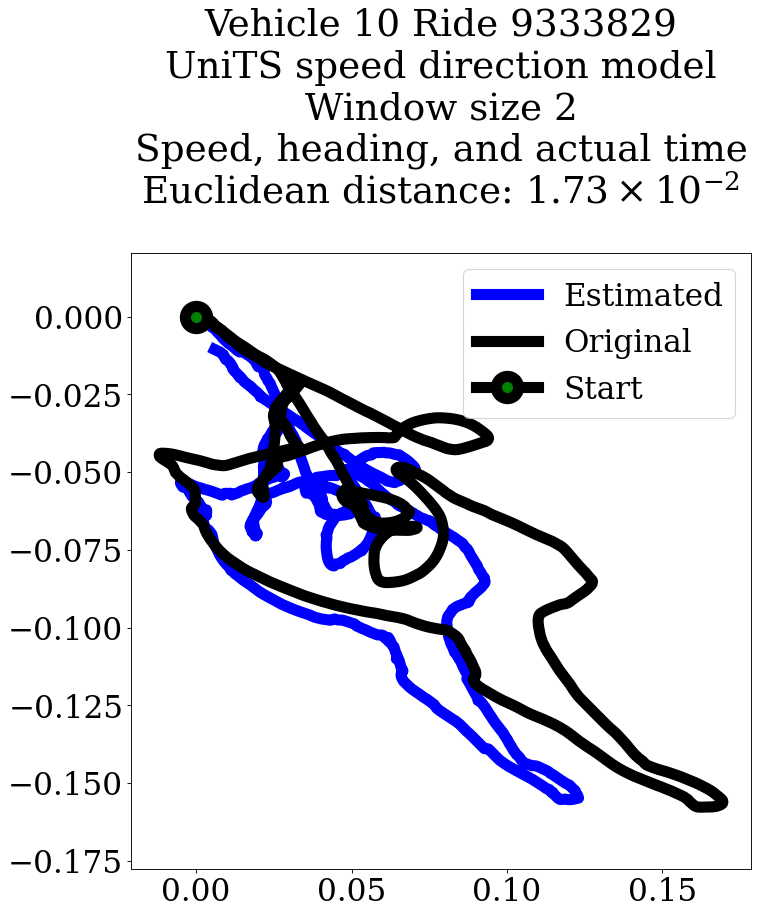 Vehicle 10 Ride 9333829
UniTS speed direction model
Window size 2
Speed, heading, and actual time
Euclidean distance: 1.73 × 10⁻²
Estimated
Original
Start
0.000
−0.025
−0.050
−0.075
−0.100
−0.125
−0.150
−0.175
0.00 0.05 0.10 0.15